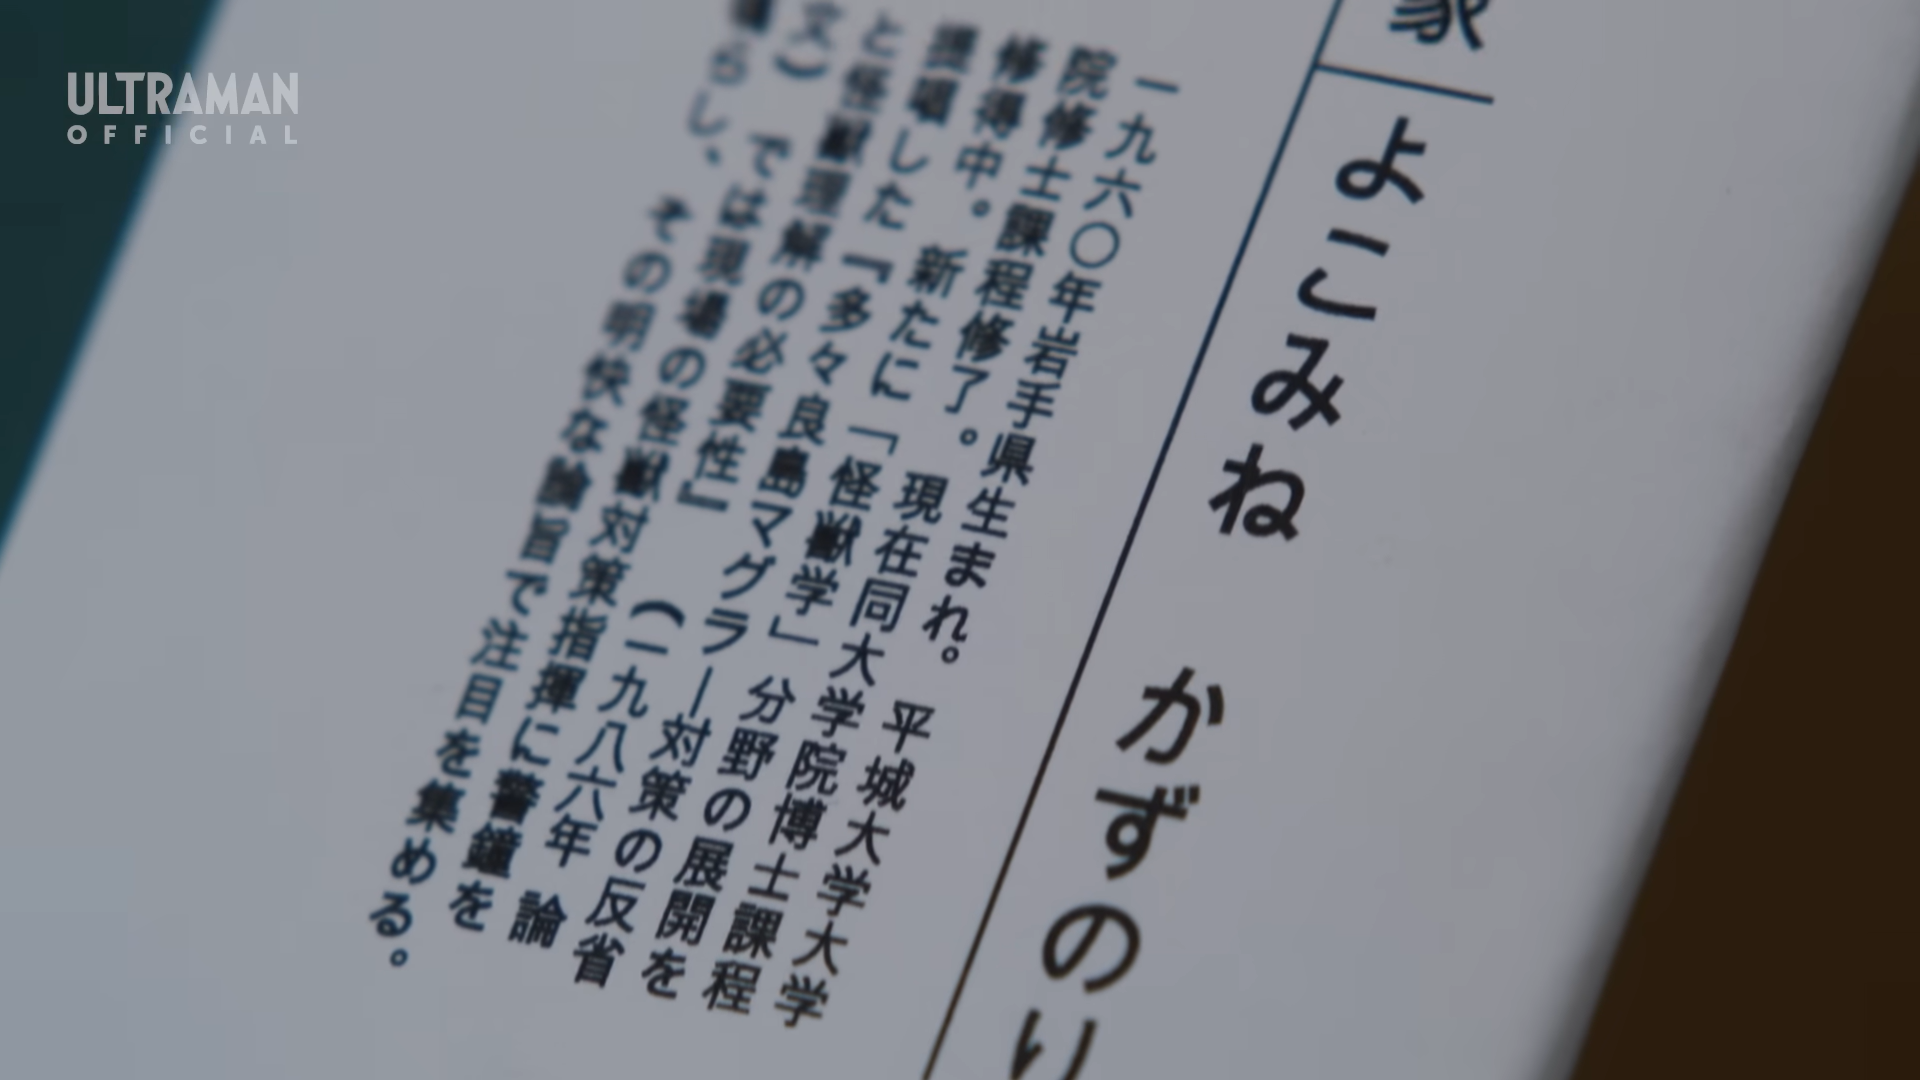 ULTRAMAN
OFFICIAL
家
よこみね かずのり
一九六〇年岩手県生まれ。平城大学大学
院修士課程修了。現在同大学院博士課程
修得中。新たに「怪獣学」分野の展開を
提唱した『多々良島マグラー対策の反省
と怪獣理解の必要性』(一九八六年 論
文)では現場の怪獣対策指揮に警鐘を
鳴らし、その明快な論旨で注目を集める。